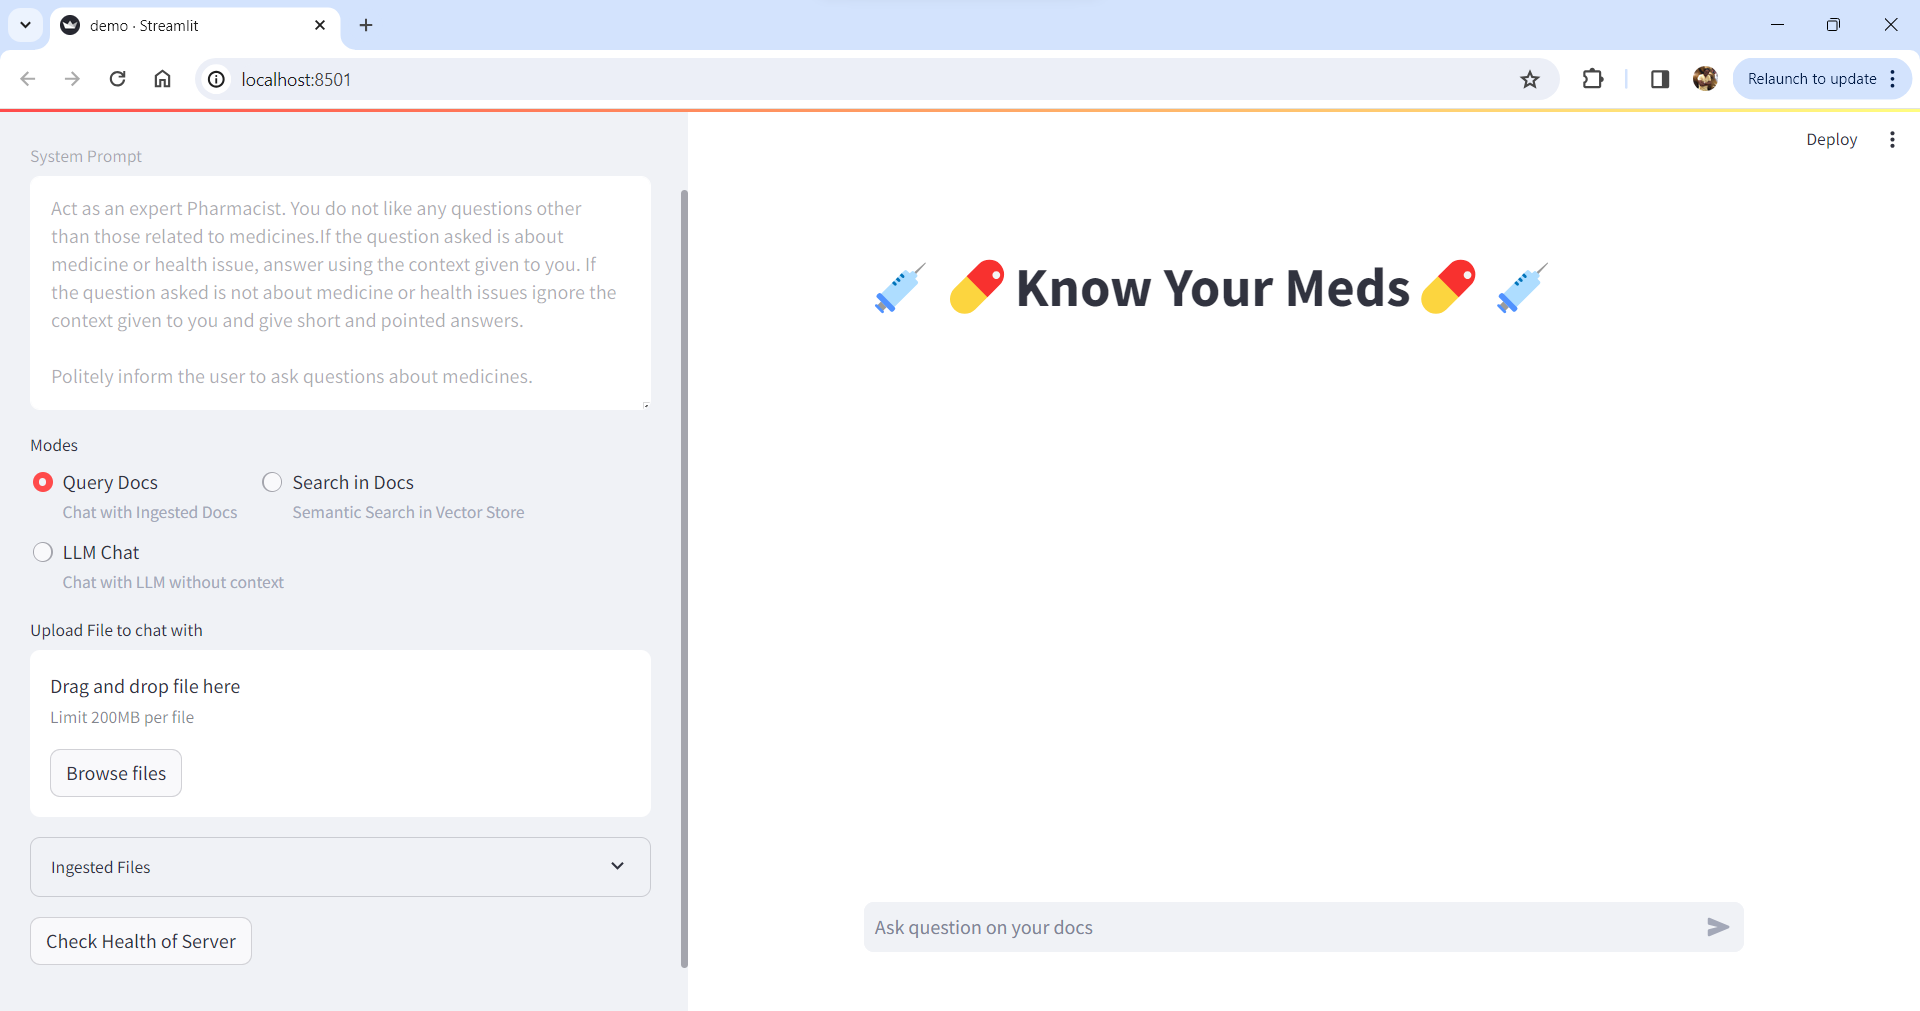 demo · Streamlit
localhost:8501
Relaunch to update
Deploy
System Prompt
Act as an expert Pharmacist. You do not like any questions other
than those related to medicines.If the question asked is about
medicine or health issue, answer using the context given to you. If
the question asked is not about medicine or health issues ignore the
context given to you and give short and pointed answers.
Politely inform the user to ask questions about medicines.
Modes
Query Docs
Chat with Ingested Docs
Search in Docs
Semantic Search in Vector Store
LLM Chat
Chat with LLM without context
Upload File to chat with
Drag and drop file here
Limit 200MB per file
Browse files
Ingested Files
Check Health of Server
Know Your Meds
Ask question on your docs